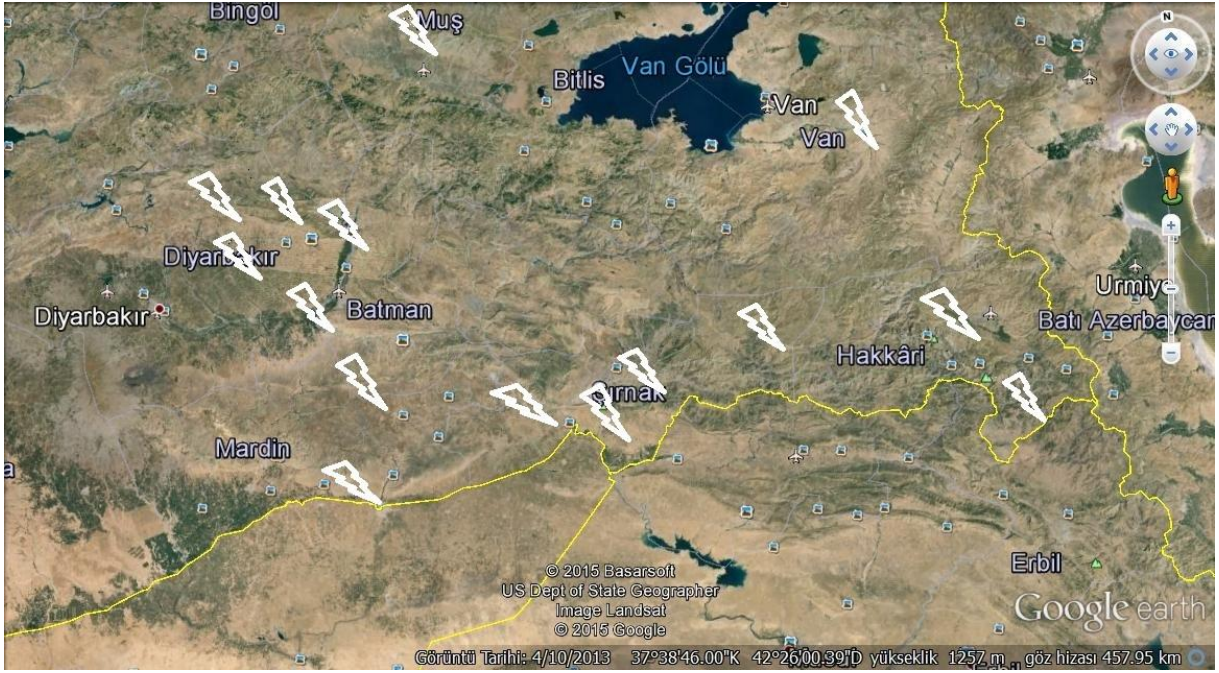 Bingöl
Muş
N
Bitlis
Van Gölü
Van
Van
Diyarbakır
Urmiye
Diyarbakır
Batman
Batı Azerbaycan
Hakkâri
Şırnak
Mardin
a
Erbil
© 2015 Basarsoft
US Dept of State Geographer
Image Landsat
© 2015 Google
Google earth
Görüntü Tarihi: 4/10/2013 37°38'46.00"K 42°26'00.39"D yükseklik 1257 m göz hizası 457.95 km
Erbil